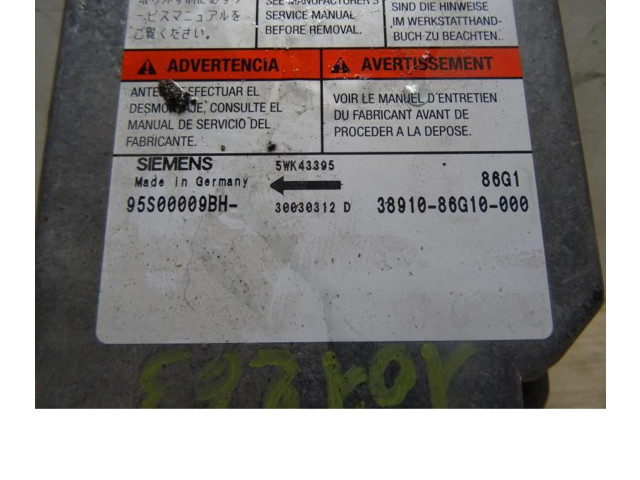 ービスマニュアルを
ご覧ください.
SEE MANUFACTURER'S
SERVICE MANUAL
BEFORE REMOVAL.
SIND DIE HINWEISE
IM WERKSTATTHAND-
BUCH ZU BEACHTEN.
ADVERTENCIA
ANTES EFECTUAR EL
DESMONTAJE, CONSULTE EL
MANUAL DE SERVICIO DEL
FABRICANTE.
AVERTISSEMENT
VOIR LE MANUEL D'ENTRETIEN
DU FABRICANT AVANT DE
PROCEDER A LA DEPOSE.
SIEMENS 5WK43395
Made in Germany 86G1
95S00009BH- 30030312 D 38910-86G10-000